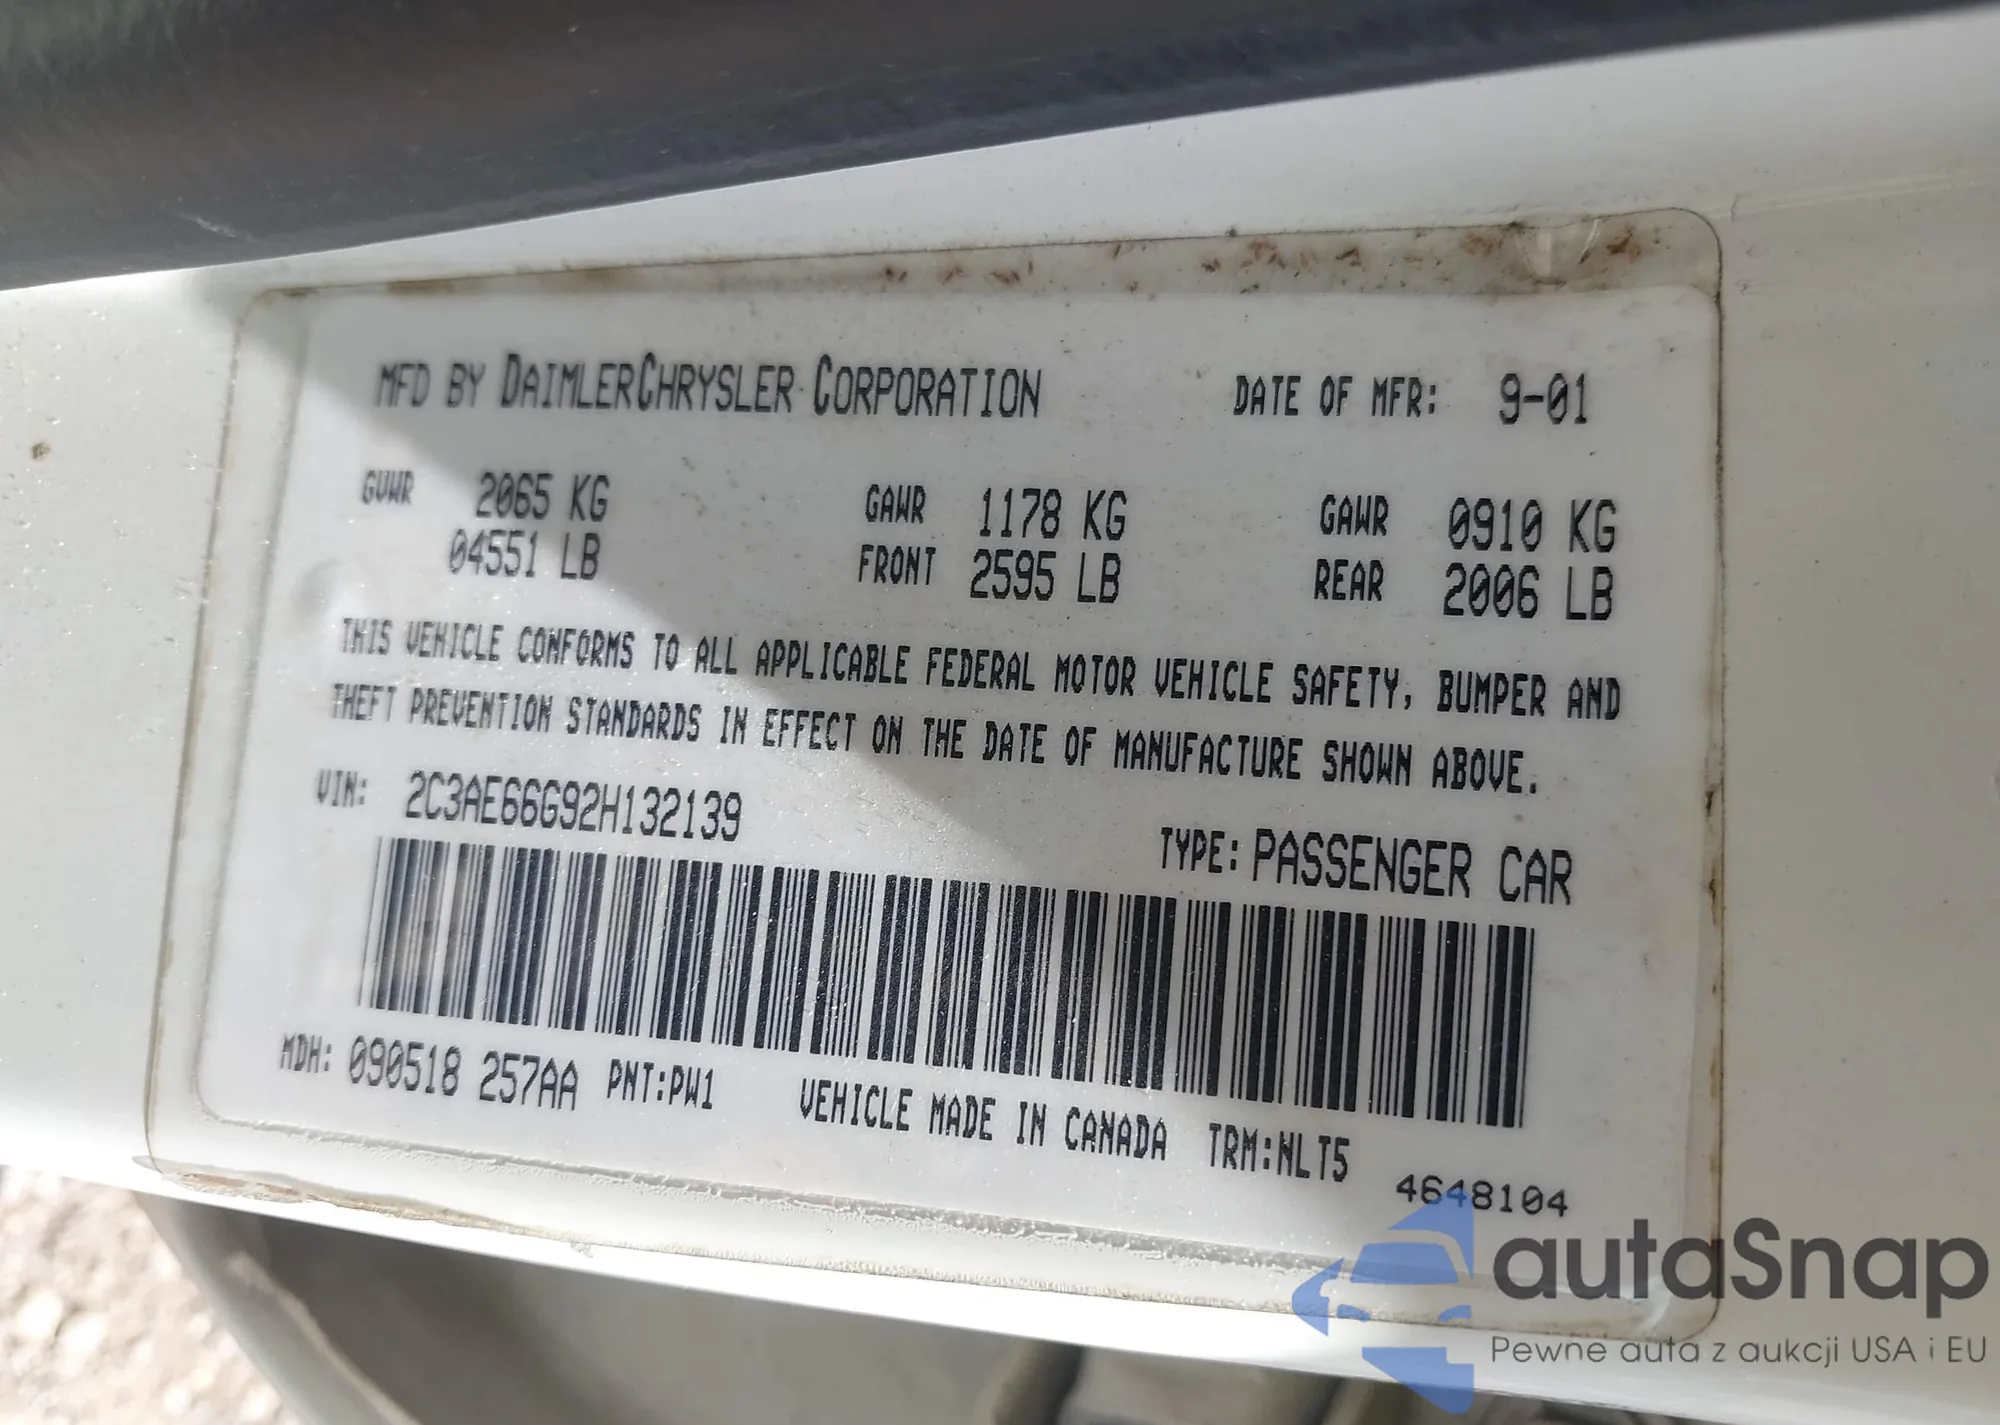 MFD BY DAIMLERCHRYSLER CORPORATION DATE OF MFR: 9-01
GVWR 2065 KG GAWR 1178 KG GAWR 0910 KG
04551 LB FRONT 2595 LB REAR 2006 LB
THIS VEHICLE CONFORMS TO ALL APPLICABLE FEDERAL MOTOR VEHICLE SAFETY, BUMPER AND
THEFT PREVENTION STANDARDS IN EFFECT ON THE DATE OF MANUFACTURE SHOWN ABOVE.
VIN: 2C3AE66G92H132139 TYPE: PASSENGER CAR
MDH: 090518 257AA PNT:PW1 VEHICLE MADE IN CANADA TRM:NLT5
4648104
autaSnap
Pewne auta z aukcji USA i EU